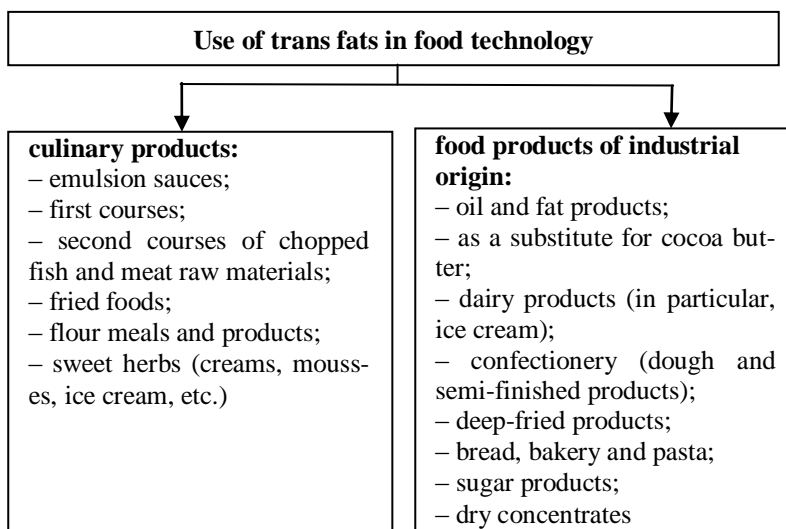 Use of trans fats in food technology
culinary products:
– emulsion sauces;
– first courses;
– second courses of chopped
fish and meat raw materials;
– fried foods;
– flour meals and products;
– sweet herbs (creams, mouss-
es, ice cream, etc.)
food products of industrial
origin:
– oil and fat products;
– as a substitute for cocoa but-
ter;
– dairy products (in particular,
ice cream);
– confectionery (dough and
semi-finished products);
– deep-fried products;
– bread, bakery and pasta;
– sugar products;
– dry concentrates